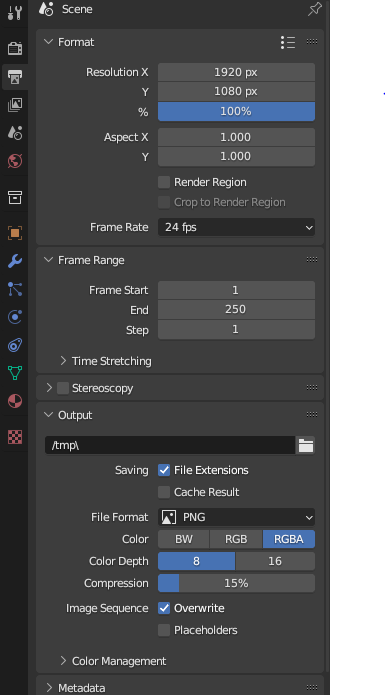 Scene
Format
Resolution X 1920 px
Y 1080 px
% 100%
Aspect X 1.000
Y 1.000
Render Region
Crop to Render Region
Frame Rate 24 fps
Frame Range
Frame Start 1
End 250
Step 1
Time Stretching
Stereoscopy
Output
/tmp\
Saving File Extensions
Cache Result
File Format PNG
Color BW RGB RGBA
Color Depth 8 16
Compression 15%
Image Sequence Overwrite
Placeholders
Color Management
Metadata